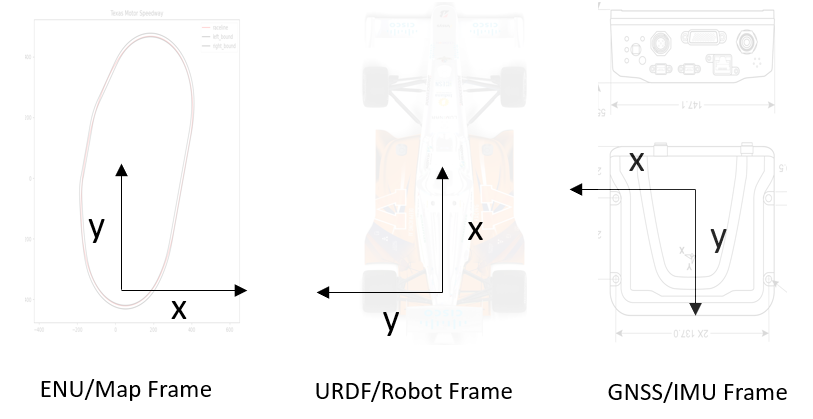 Texas Motor Speedway
raceline
left_bound
right_bound
y
x
x
y
x
y
147.1
2X 137.0
ENU/Map Frame
URDF/Robot Frame
GNSS/IMU Frame